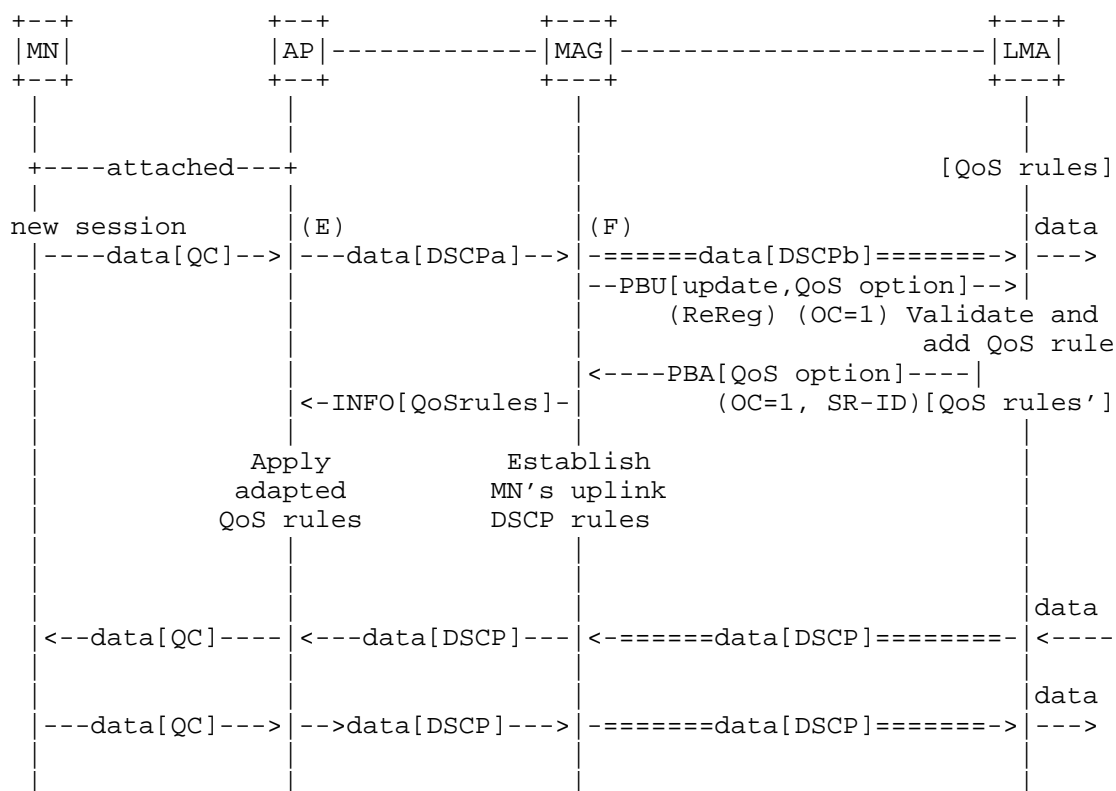 +--+            +--+            +---+                          +---+
|MN|            |AP|-------------|MAG|-----------------------|LMA|
+--+            +--+            +---+                          +---+
+----attached---+ [QoS rules]
new session (E) (F) data
|----data[QC]-->|---data[DSCPa]-->|-======data[DSCPb]=======->|--->
|--PBU[update,QoS option]-->|
(ReReg) (OC=1) Validate and
add QoS rule
|<----PBA[QoS option]----|
|<-INFO[QoSrules]-| (OC=1, SR-ID)[QoS rules']
Apply Establish
adapted MN's uplink
QoS rules DSCP rules
data
|<--data[QC]----|<---data[DSCP]---|<-======data[DSCP]========-|<----
data
|---data[QC]--->|-->data[DSCP]--->|-=======data[DSCP]=======->|--->